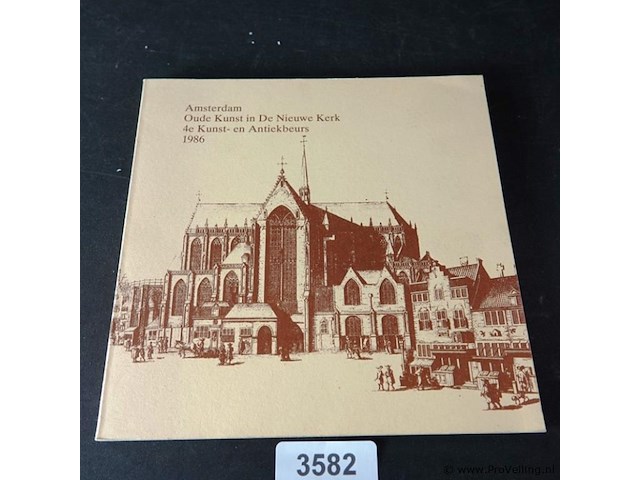 Amsterdam
Oude Kunst in De Nieuwe Kerk
4e Kunst- en Antiekbeurs
1986
3582
© www.ProVeiling.nl